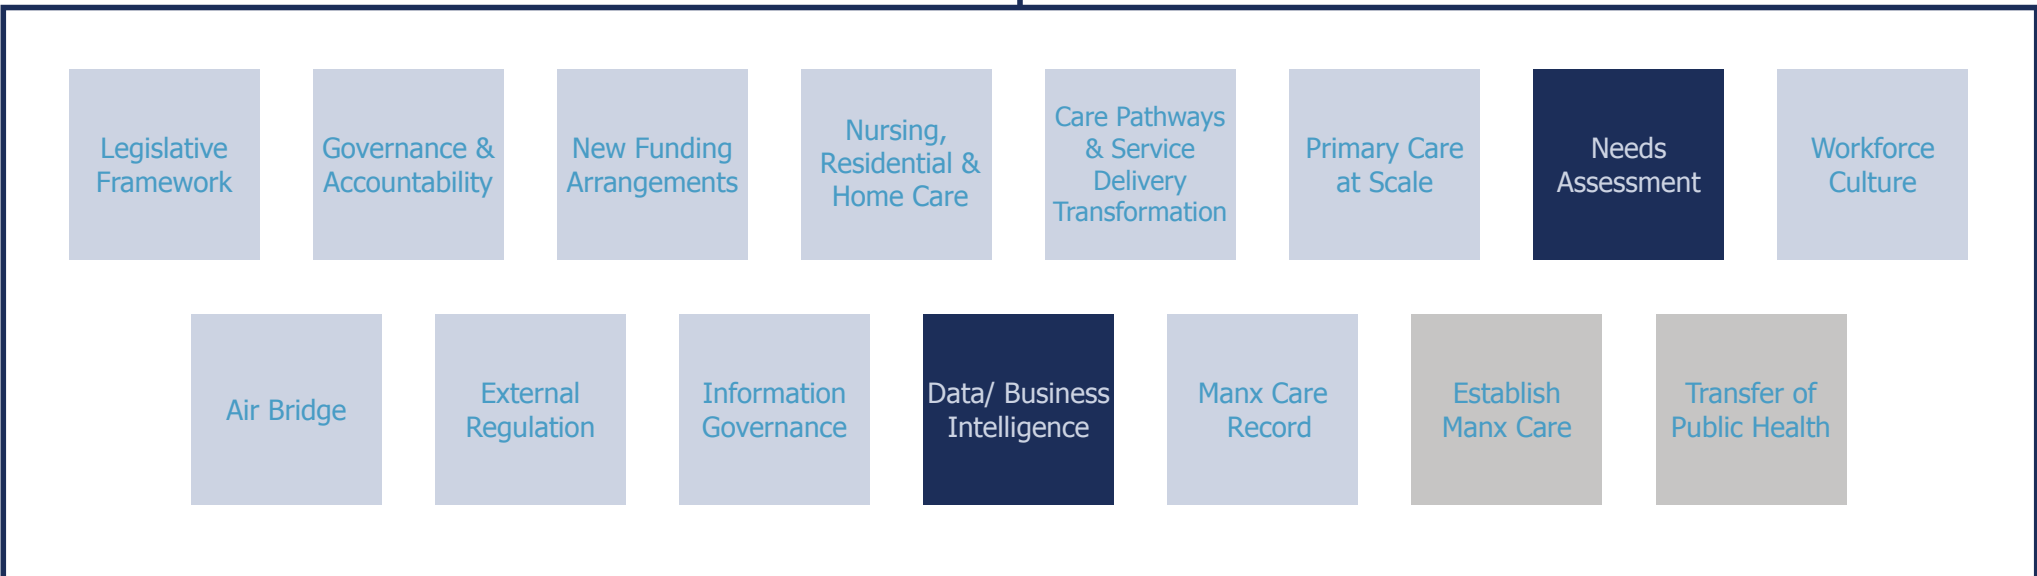 Legislative
Framework
Governance &
Accountability
New Funding
Arrangements
Nursing,
Residential &
Home Care
Care Pathways
& Service
Delivery
Transformation
Primary Care
at Scale
Needs
Assessment
Workforce
Culture
Air Bridge
External
Regulation
Information
Governance
Data/ Business
Intelligence
Manx Care
Record
Establish
Manx Care
Transfer of
Public Health